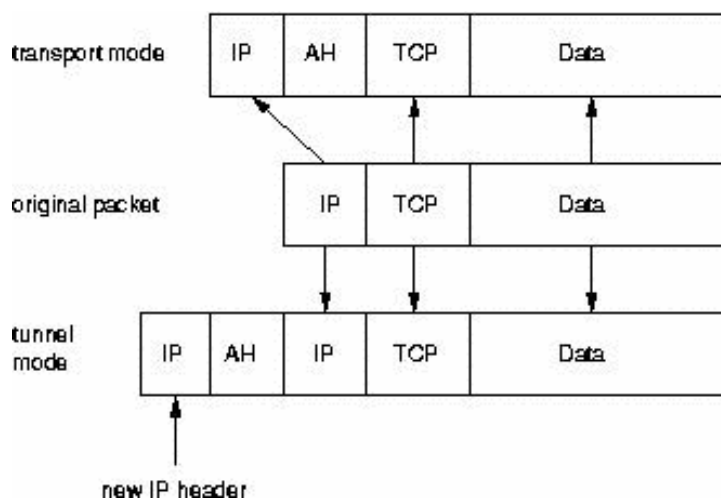 transport mode IP AH TCP Data
original packet IP TCP Data
tunnel
mode IP AH IP TCP Data
new IP header